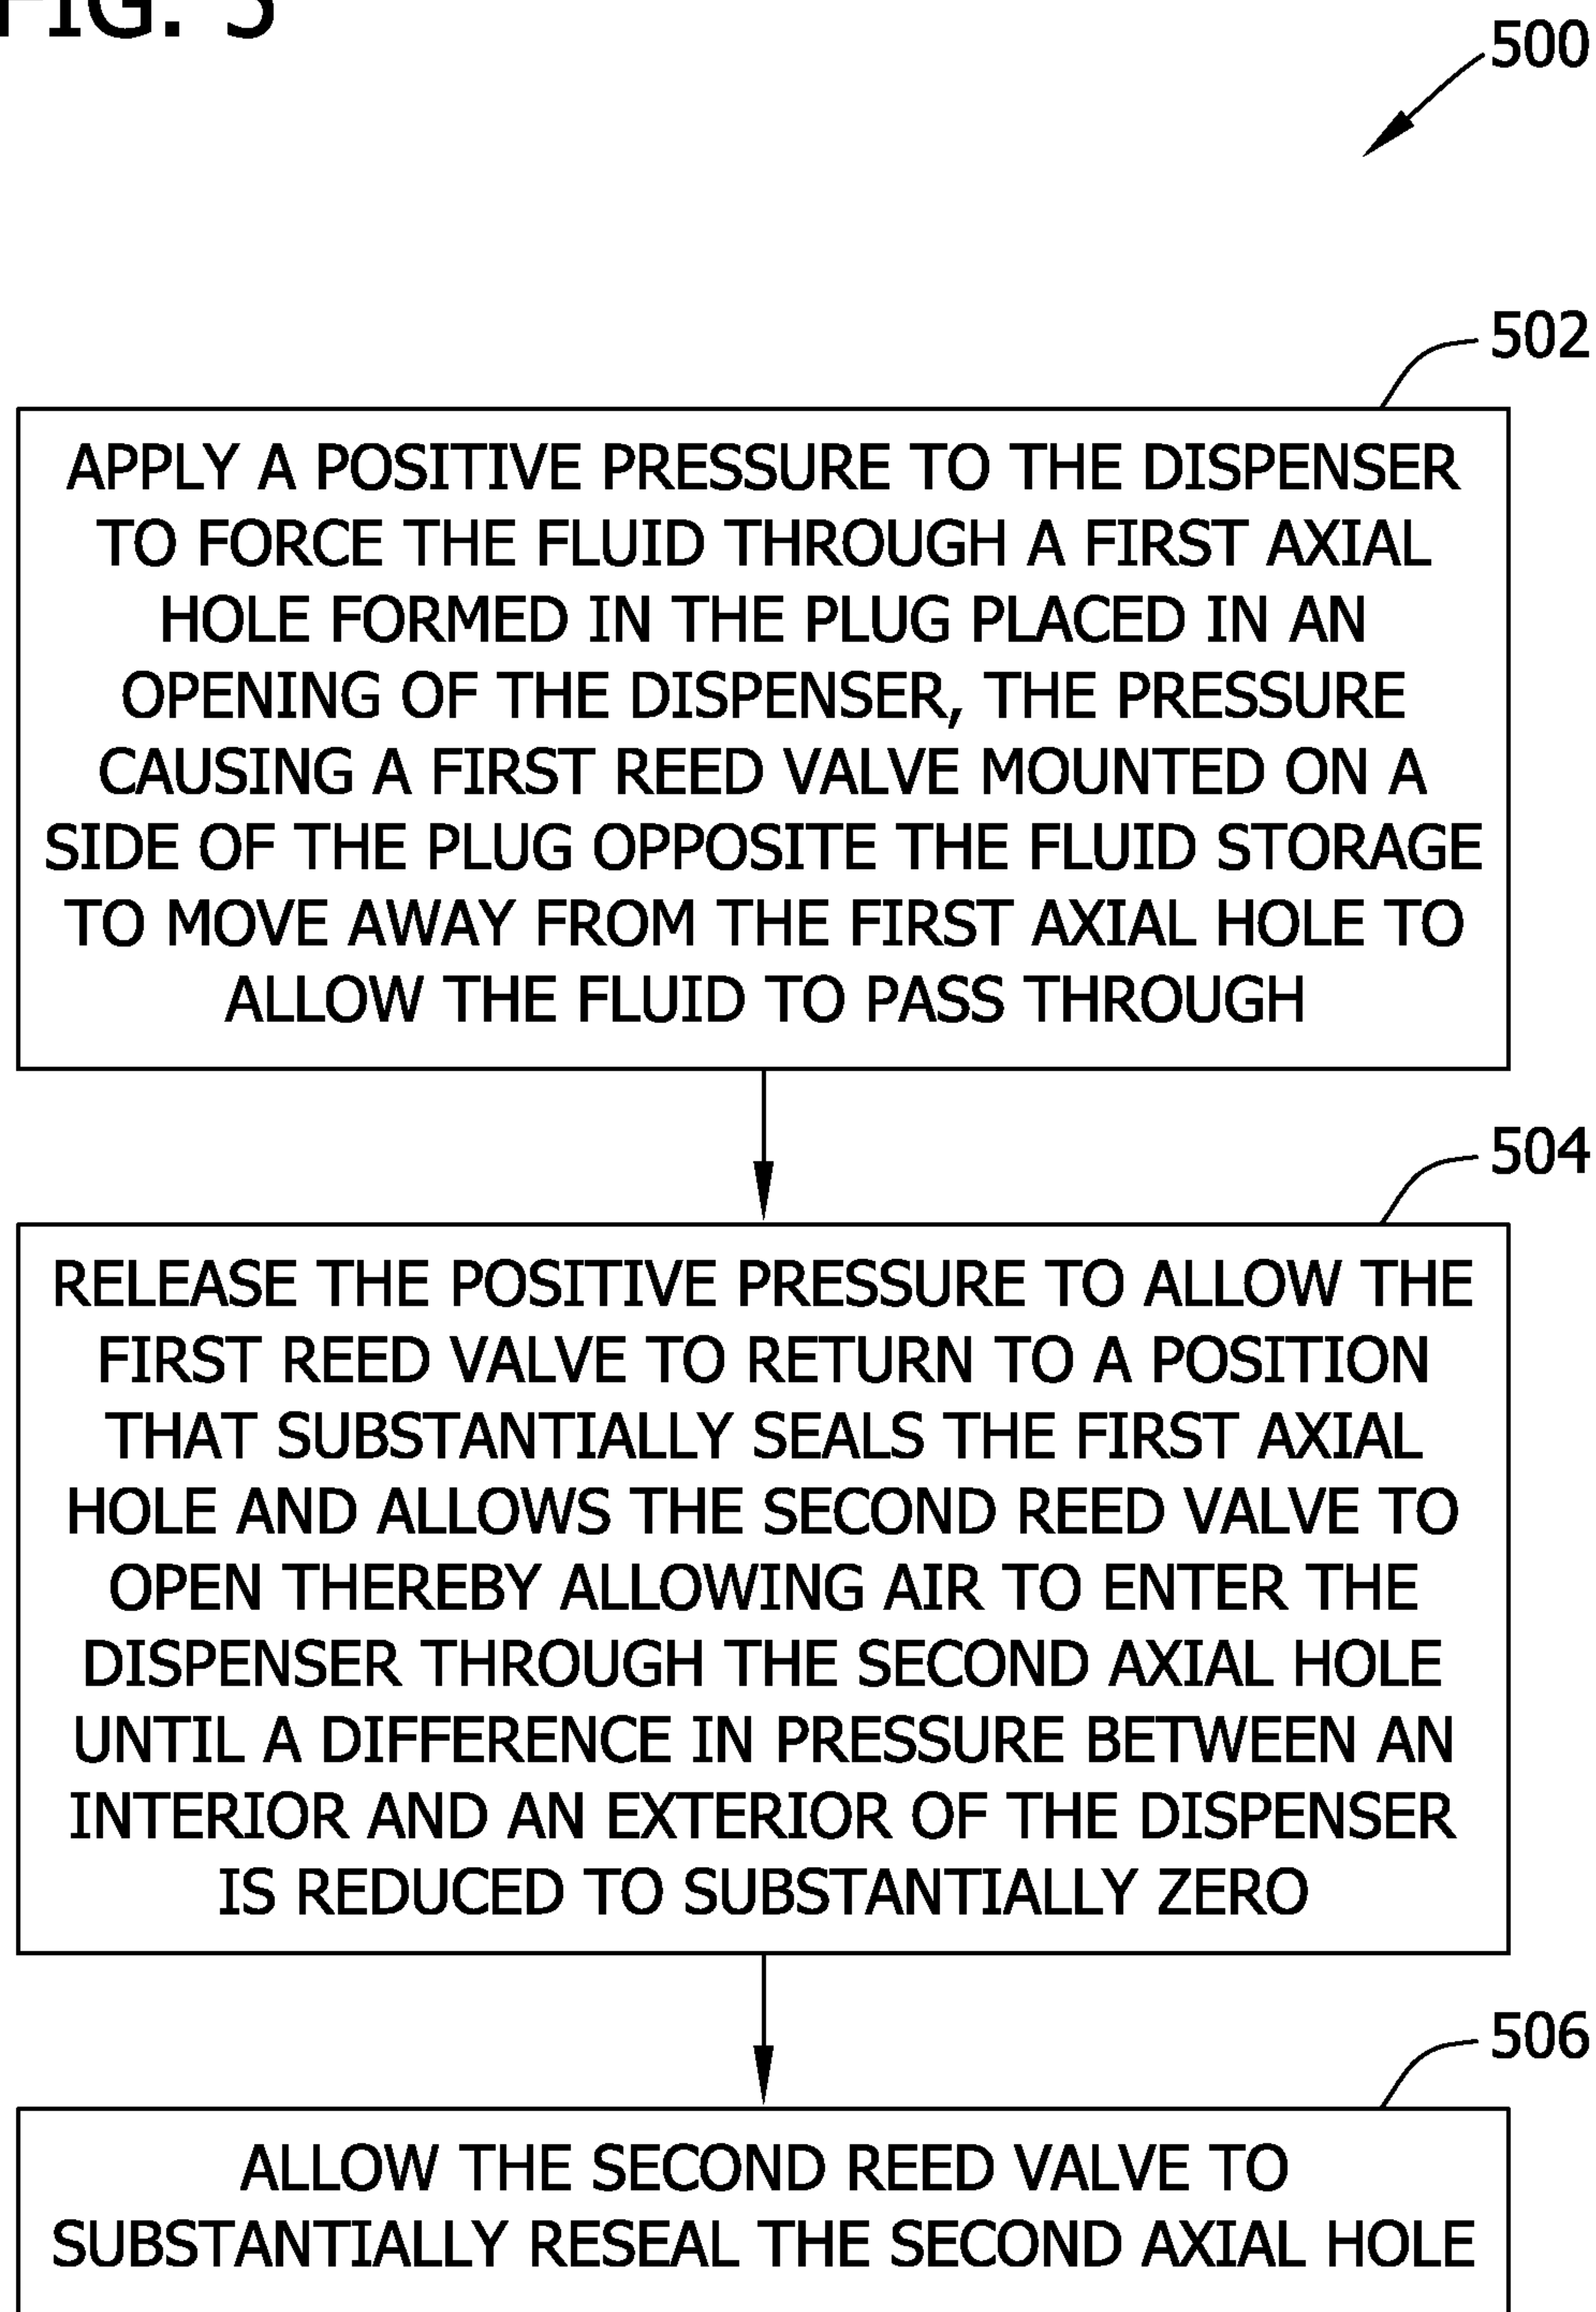 FIG. 5
500
502
APPLY A POSITIVE PRESSURE TO THE DISPENSER
TO FORCE THE FLUID THROUGH A FIRST AXIAL
HOLE FORMED IN THE PLUG PLACED IN AN
OPENING OF THE DISPENSER, THE PRESSURE
CAUSING A FIRST REED VALVE MOUNTED ON A
SIDE OF THE PLUG OPPOSITE THE FLUID STORAGE
TO MOVE AWAY FROM THE FIRST AXIAL HOLE TO
ALLOW THE FLUID TO PASS THROUGH
504
RELEASE THE POSITIVE PRESSURE TO ALLOW THE
FIRST REED VALVE TO RETURN TO A POSITION
THAT SUBSTANTIALLY SEALS THE FIRST AXIAL
HOLE AND ALLOWS THE SECOND REED VALVE TO
OPEN THEREBY ALLOWING AIR TO ENTER THE
DISPENSER THROUGH THE SECOND AXIAL HOLE
UNTIL A DIFFERENCE IN PRESSURE BETWEEN AN
INTERIOR AND AN EXTERIOR OF THE DISPENSER
IS REDUCED TO SUBSTANTIALLY ZERO
506
ALLOW THE SECOND REED VALVE TO
SUBSTANTIALLY RESEAL THE SECOND AXIAL HOLE